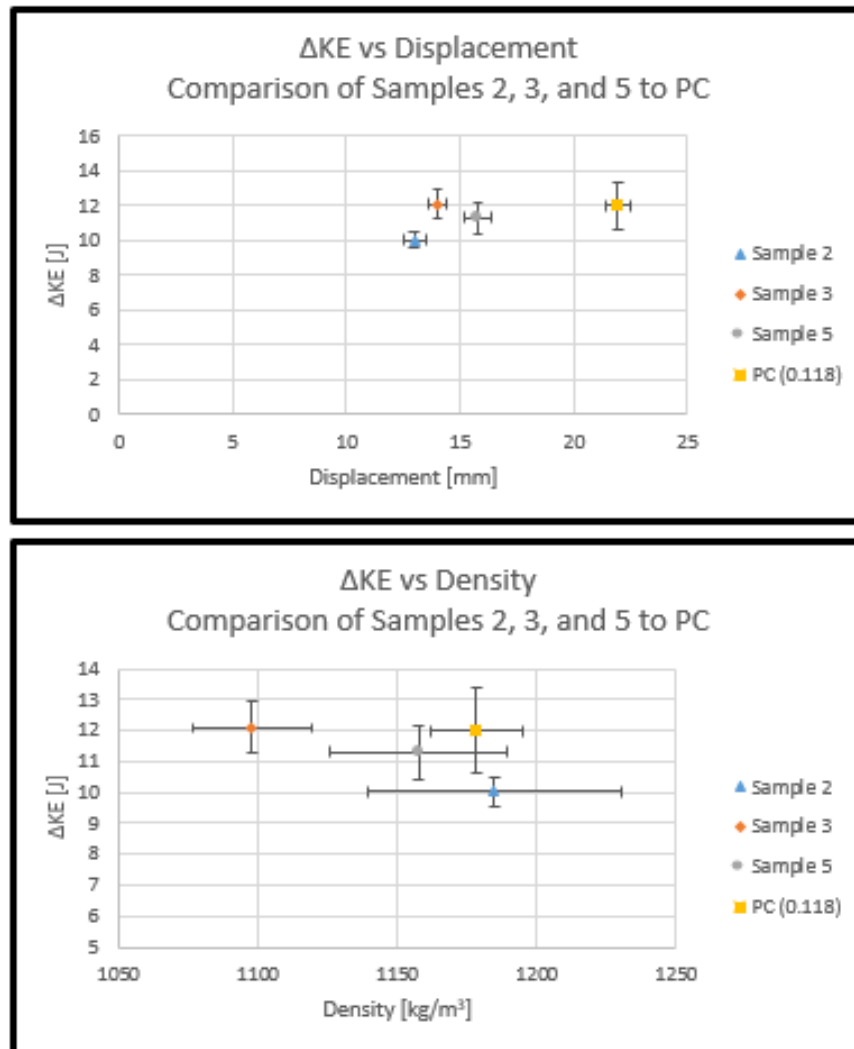 ΔKE vs Displacement
Comparison of Samples 2, 3, and 5 to PC
16
14
12
10
8
6
4
2
0
ΔKE [J]
0 5 10 15 20 25
Displacement [mm]
Sample 2
Sample 3
Sample 5
PC (0.118)
ΔKE vs Density
Comparison of Samples 2, 3, and 5 to PC
14
13
12
11
10
9
8
7
6
5
ΔKE [J]
1050 1100 1150 1200 1250
Density [kg/m³]
Sample 2
Sample 3
Sample 5
PC (0.118)